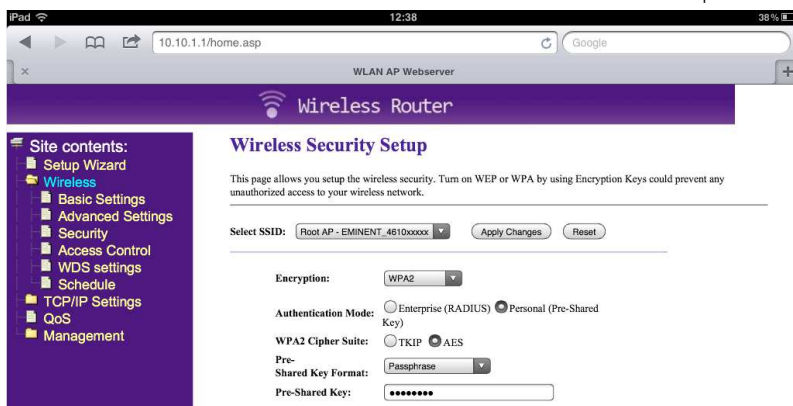 iPad 12:38 38%
10.10.1.1/home.asp Google
WLAN AP Webserver
Wireless Router
Site contents:
Setup Wizard
Wireless
Basic Settings
Advanced Settings
Security
Access Control
WDS settings
Schedule
TCP/IP Settings
QoS
Management
Wireless Security Setup
This page allows you setup the wireless security. Turn on WEP or WPA by using Encryption Keys could prevent any
unauthorized access to your wireless network.
Select SSID: Root AP - EMINENT_4610xxxxx Apply Changes Reset
Encryption: WPA2
Authentication Mode: Enterprise (RADIUS) Personal (Pre-Shared
Key)
WPA2 Cipher Suite: TKIP AES
Pre-
Shared Key Format: Passphrase
Pre-Shared Key: ●●●●●●●●